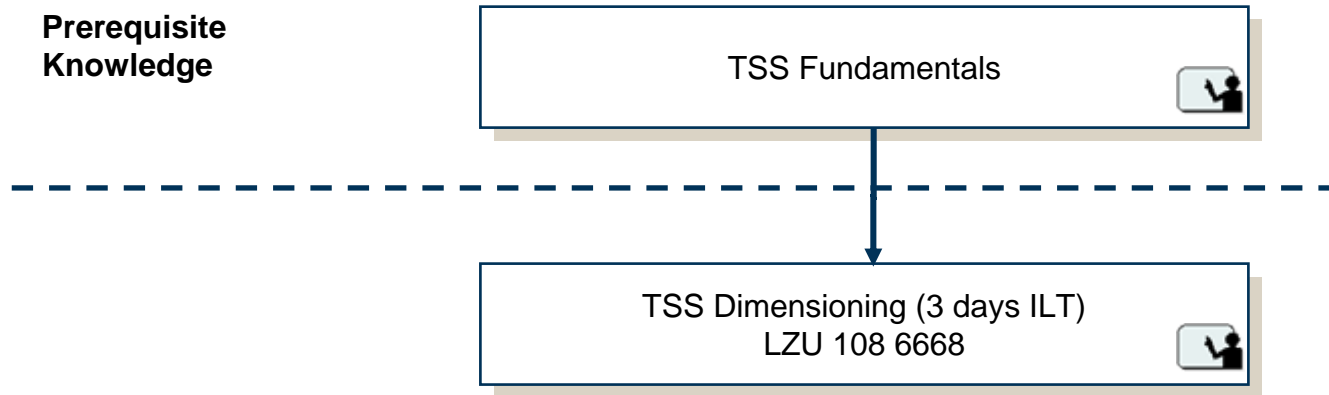 Prerequisite
Knowledge
TSS Fundamentals
TSS Dimensioning (3 days ILT)
LZU 108 6668